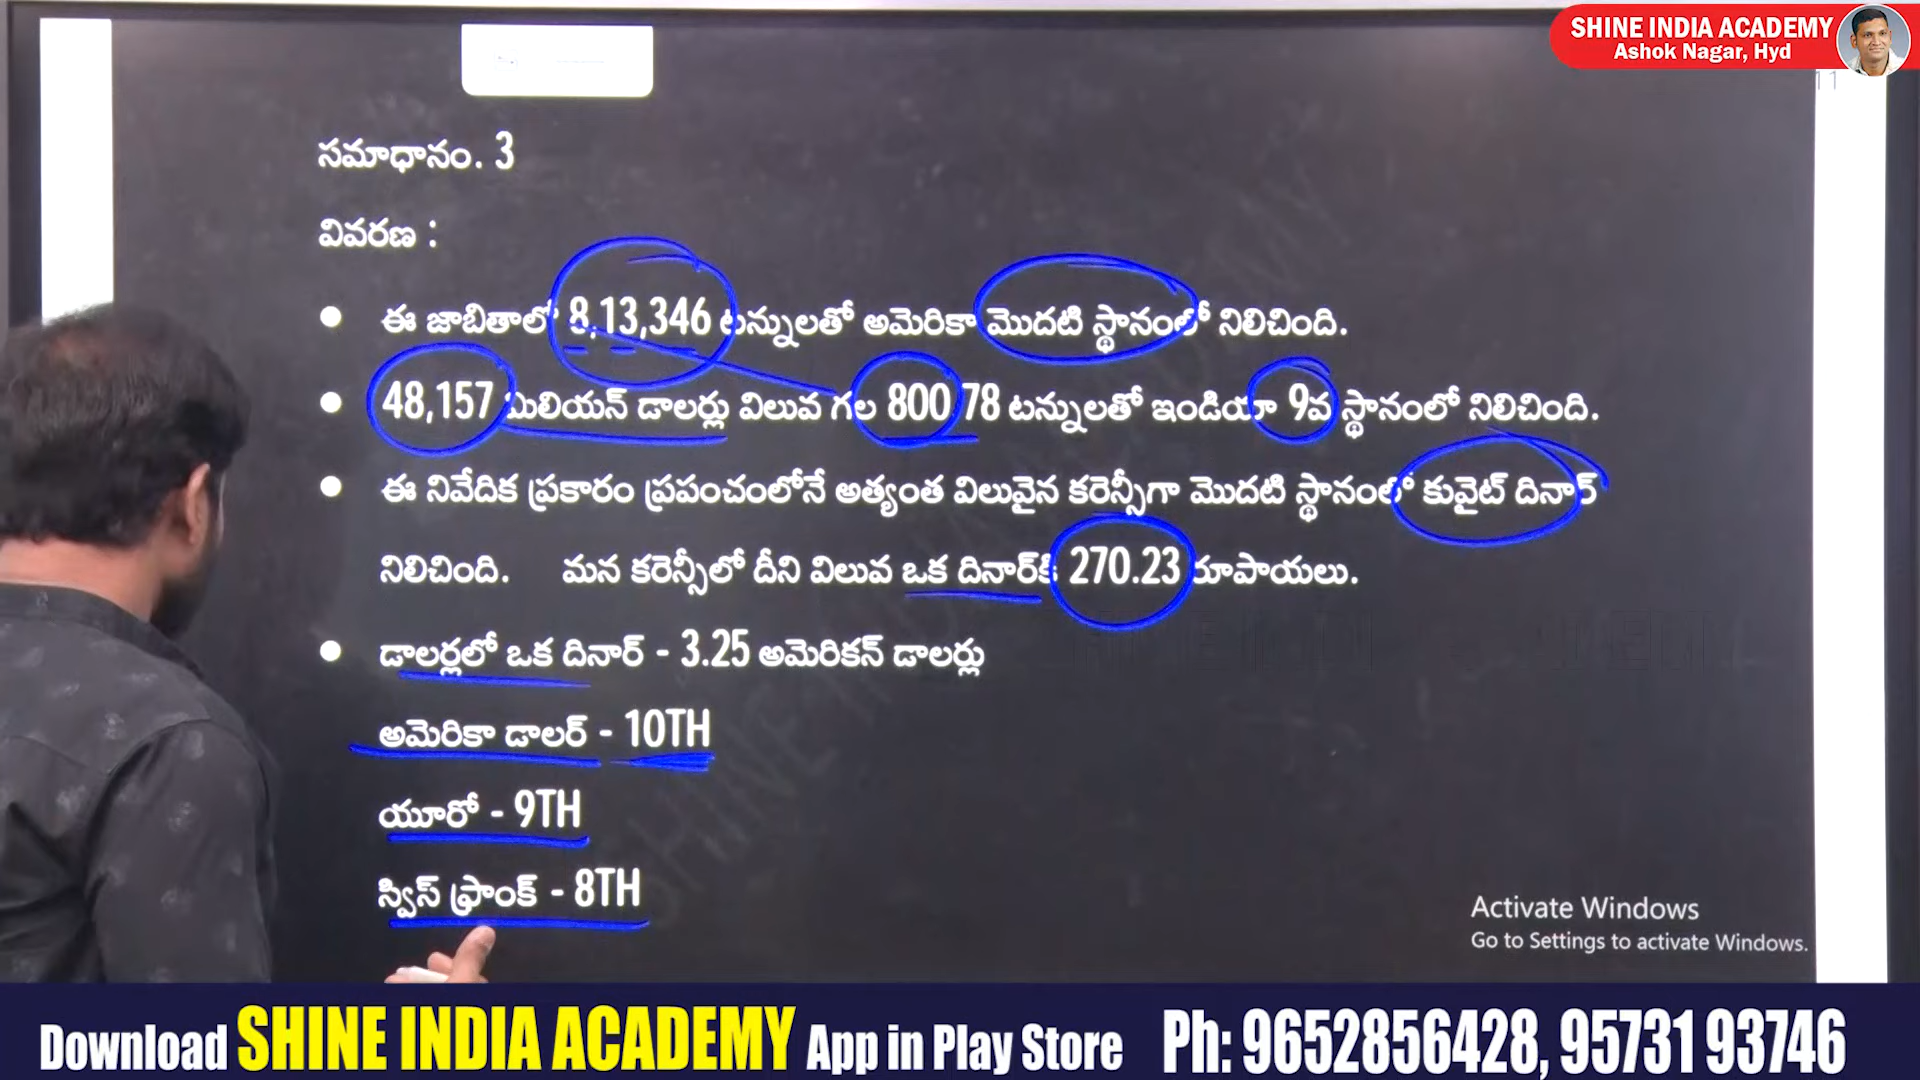 SHINE INDIA ACADEMY
Ashok Nagar, Hyd
11
సమాధానం. 3
వివరణ :
ఈ జాబితాలో 8,13,346 టన్నులతో అమెరికా మొదటి స్థానంలో నిలిచింది.
48,157 మిలియన్ డాలర్లు విలువ గల 800.78 టన్నులతో ఇండియా 9వ స్థానంలో నిలిచింది.
ఈ నివేదిక ప్రకారం ప్రపంచంలోనే అత్యంత విలువైన కరెన్సీగా మొదటి స్థానంలో కువైట్ దినార్
నిలిచింది. మన కరెన్సీలో దీని విలువ ఒక దినార్‌కి 270.23 రూపాయలు.
డాలర్లలో ఒక దినార్ - 3.25 అమెరికన్ డాలర్లు
అమెరికా డాలర్ - 10TH
యూరో - 9TH
స్విస్ ఫ్రాంక్ - 8TH
Activate Windows
Go to Settings to activate Windows.
Download SHINE INDIA ACADEMY App in Play Store Ph: 9652856428, 95731 93746